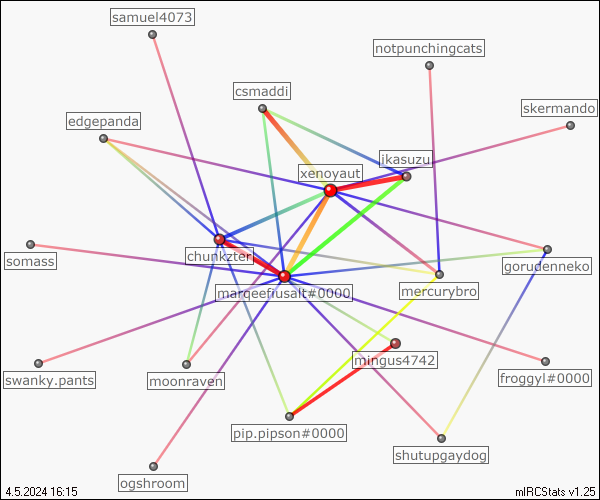 samuel4073
notpunchingcats
csmaddi
skermando
edgepanda
ikasuzu
xenoyaut
chunkzter
somass
gorudenneko
marqeefiusalt#0000
mercurybro
mingus4742
swanky.pants
moonraven
froggyl#0000
pip.pipson#0000
shutupgaydog
ogshroom
4.5.2024 16:15
mIRCStats v1.25